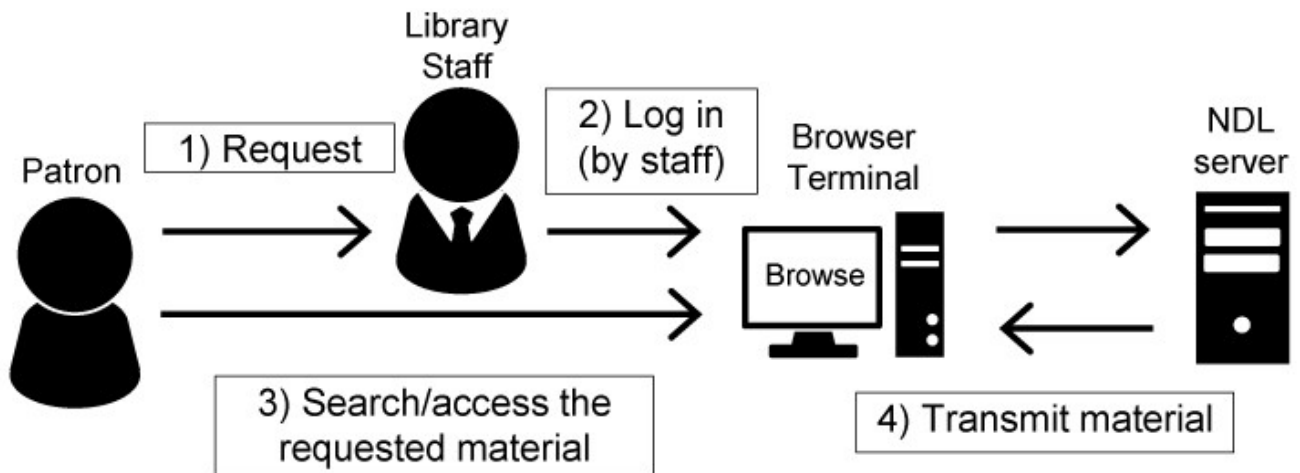 Patron
1) Request
Library
Staff
2) Log in
(by staff)
Browser
Terminal
Browse
NDL
server
3) Search/access the
requested material
4) Transmit material